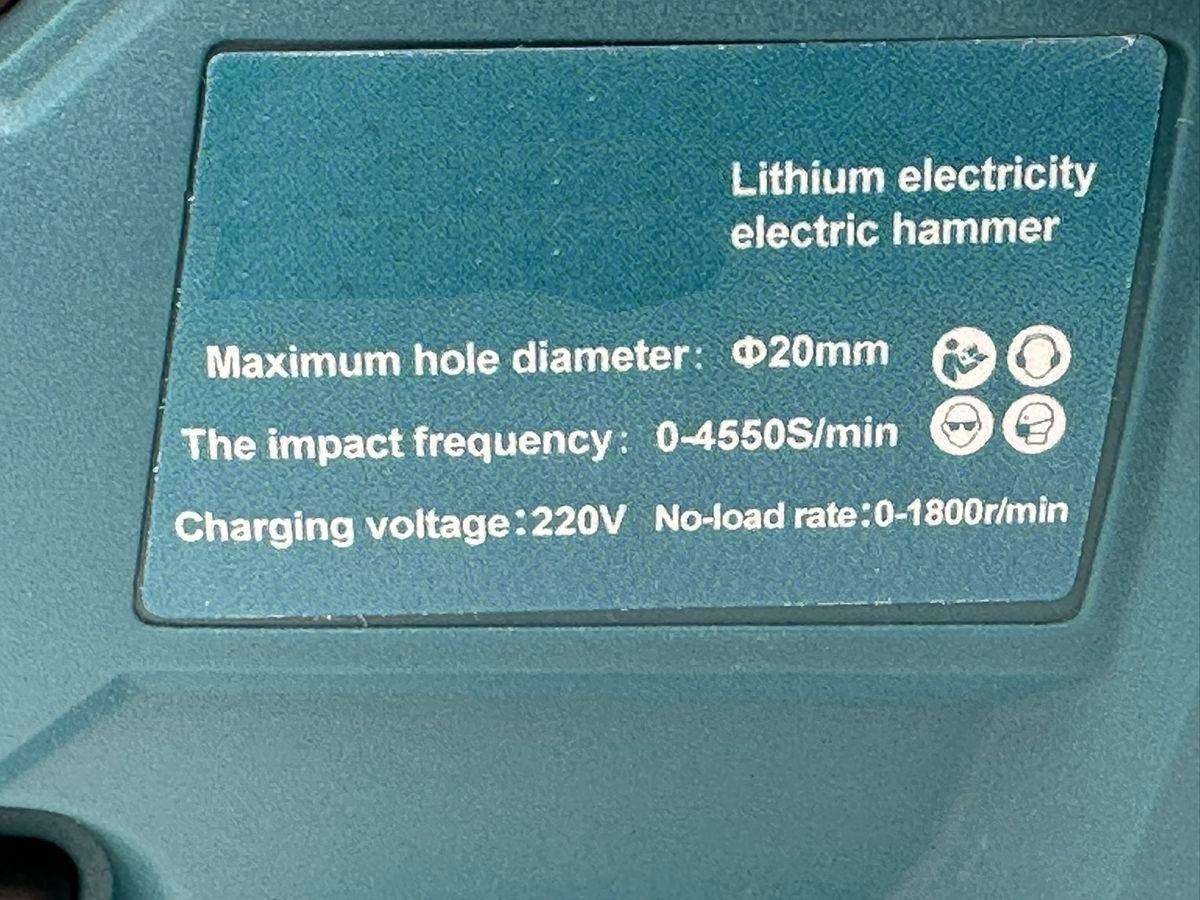 Lithium electricity
electric hammer
Maximum hole diameter: Φ20mm
The impact frequency: 0-4550S/min
Charging voltage:220V No-load rate:0-1800r/min